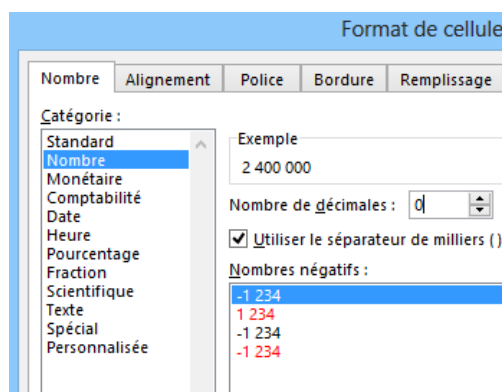 Format de cellule
Nombre Alignement Police Bordure Remplissage
Catégorie :
Standard
Nombre
Monétaire
Comptabilité
Date
Heure
Pourcentage
Fraction
Scientifique
Texte
Spécial
Personnalisée
Exemple
2 400 000
Nombre de décimales : 0
Utiliser le séparateur de milliers ( )
Nombres négatifs :
-1 234
1 234
-1 234
-1 234